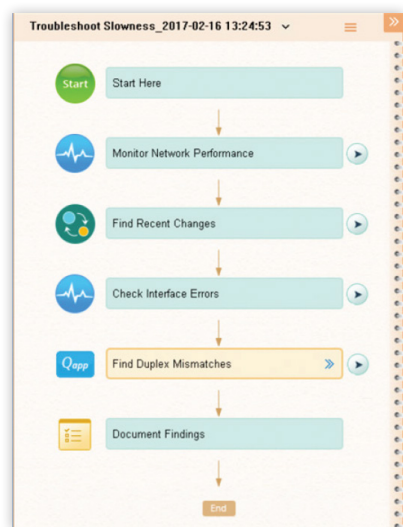 Troubleshoot Slowness_2017-02-16 13:24:53
Start
Start Here
Monitor Network Performance
Find Recent Changes
Check Interface Errors
Qapp
Find Duplex Mismatches
Document Findings
End